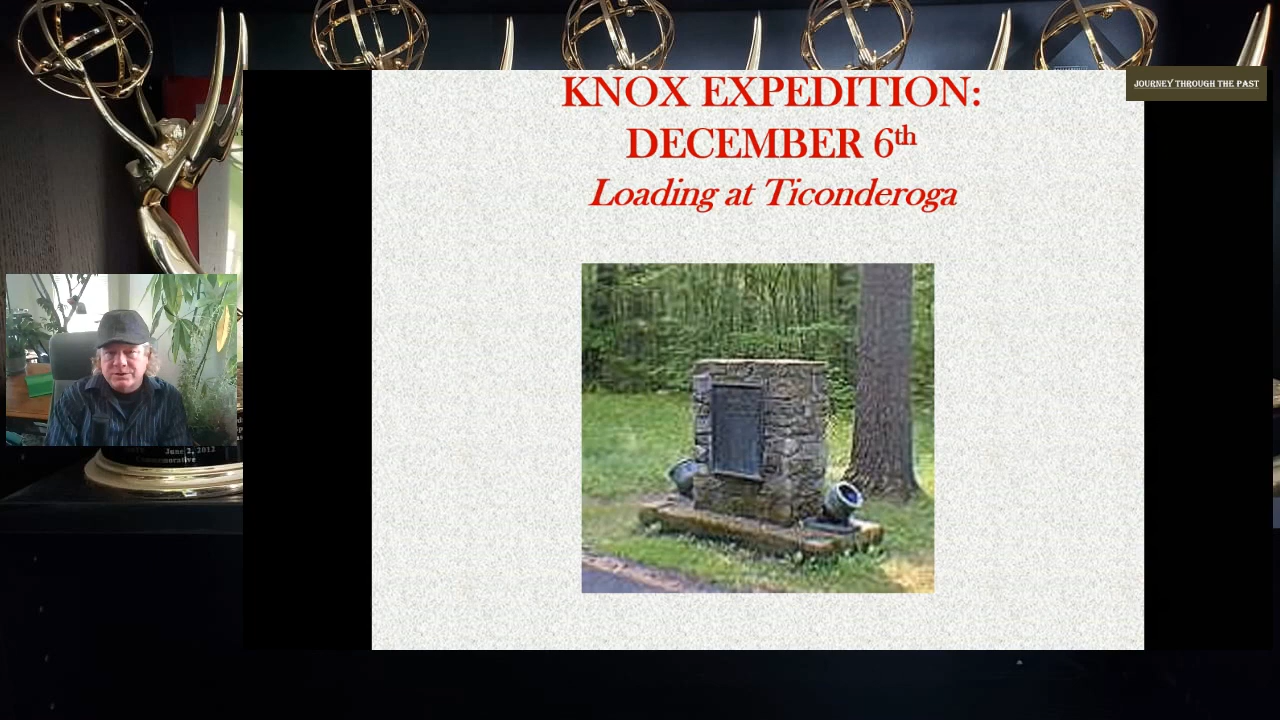 KNOX EXPEDITION:
DECEMBER 6th
Loading at Ticonderoga
JOURNEY THROUGH THE PAST
June 2, 2012
Commemorative